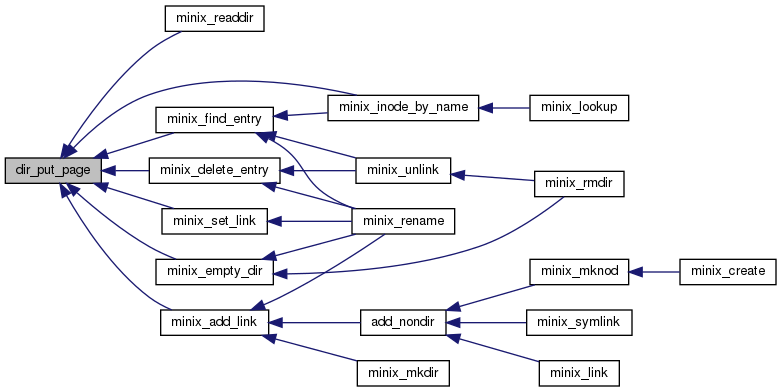 minix_readdir
minix_inode_by_name
minix_lookup
minix_find_entry
dir_put_page
minix_delete_entry
minix_unlink
minix_rmdir
minix_set_link
minix_rename
minix_empty_dir
minix_mknod
minix_create
minix_add_link
add_nondir
minix_symlink
minix_mkdir
minix_link